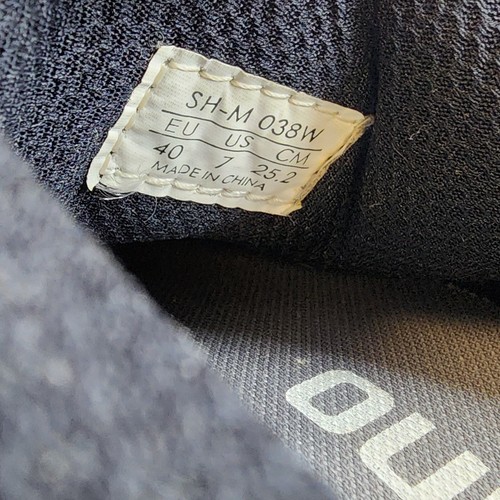 SH-M 038W
EU US CM
40 7 25.2
MADE IN CHINA